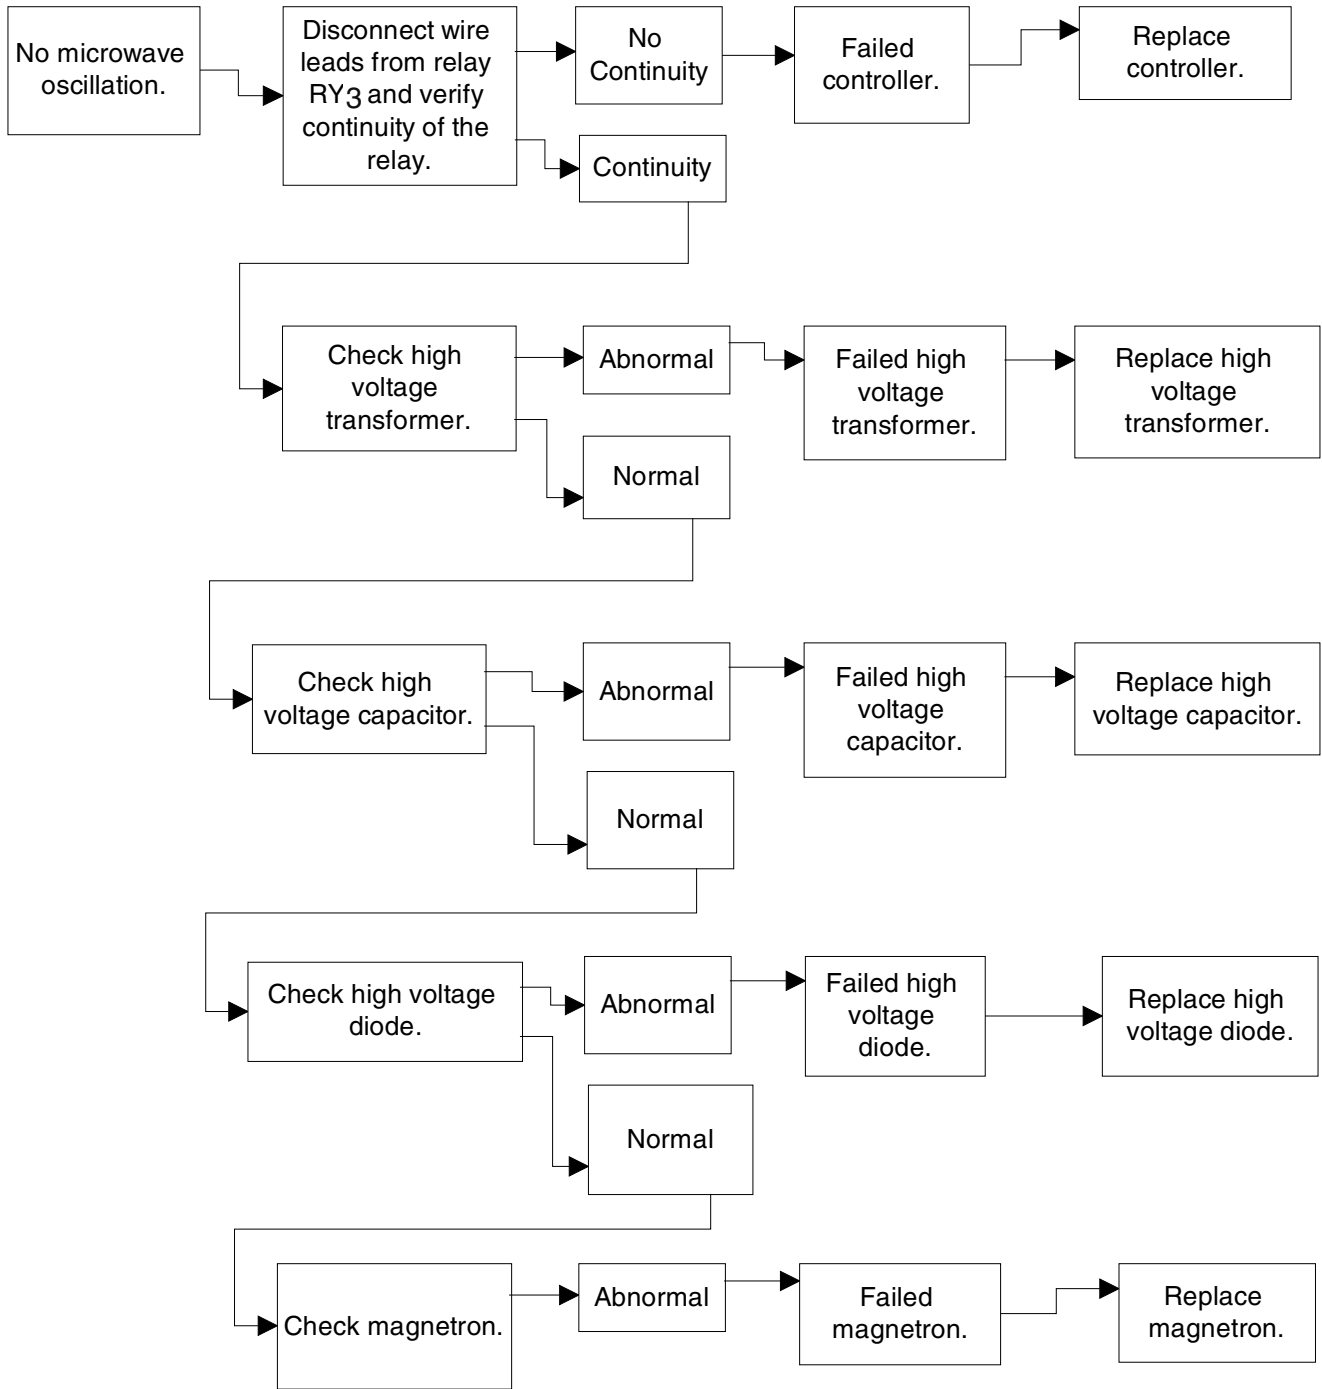 No microwave
oscillation.
Disconnect wire
leads from relay
RY3 and verify
continuity of the
relay.
No
Continuity
Failed
controller.
Replace
controller.
Continuity
Check high
voltage
transformer.
Abnormal
Failed high
voltage
transformer.
Replace high
voltage
transformer.
Normal
Check high
voltage capacitor.
Abnormal
Failed high
voltage
capacitor.
Replace high
voltage capacitor.
Normal
Check high voltage
diode.
Abnormal
Failed high
voltage
diode.
Replace high
voltage diode.
Normal
Check magnetron.
Abnormal
Failed
magnetron.
Replace
magnetron.